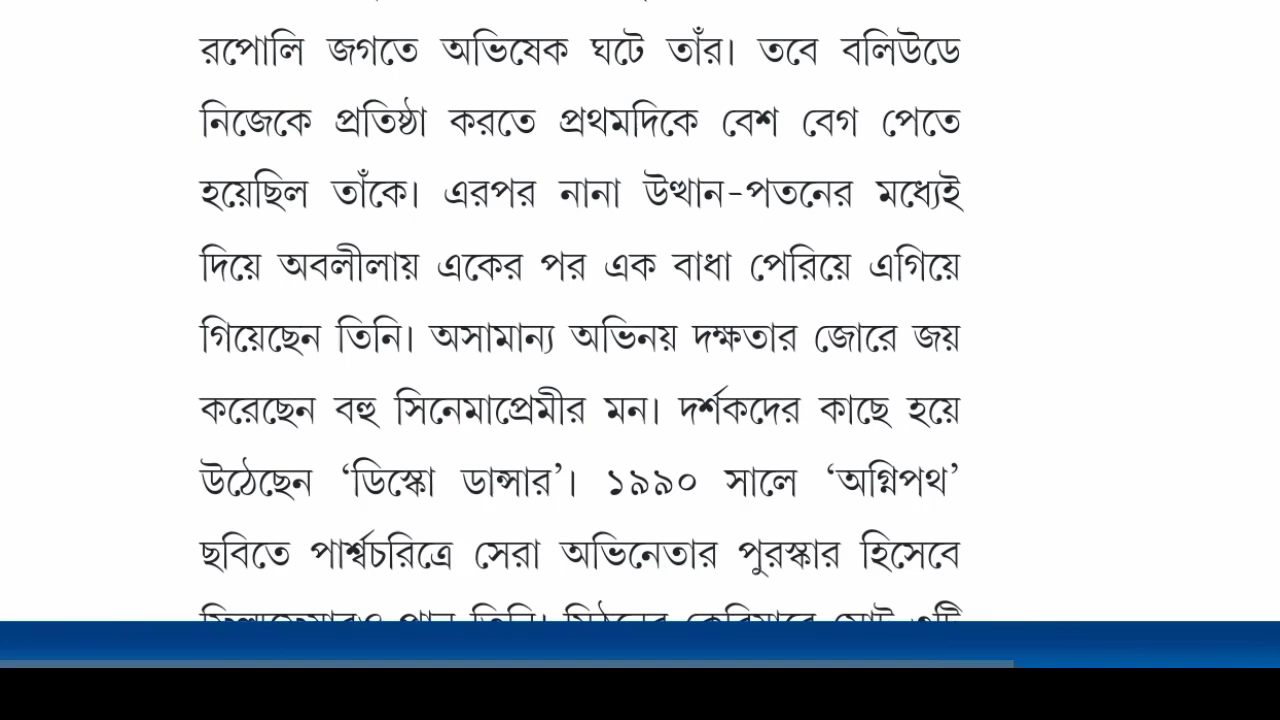 রপোলি জগতে অভিষেক ঘটে তাঁর। তবে বলিউডে
নিজেকে প্রতিষ্ঠা করতে প্রথমদিকে বেশ বেগ পেতে
হয়েছিল তাঁকে। এরপর নানা উত্থান-পতনের মধ্যেই
দিয়ে অবলীলায় একের পর এক বাধা পেরিয়ে এগিয়ে
গিয়েছেন তিনি। অসামান্য অভিনয় দক্ষতার জোরে জয়
করেছেন বহু সিনেমাপ্রেমীর মন। দর্শকদের কাছে হয়ে
উঠেছেন ‘ডিস্কো ডান্সার’। ১৯৯০ সালে ‘অগ্নিপথ’
ছবিতে পার্শ্বচরিত্রে সেরা অভিনেতার পুরস্কার হিসেবে